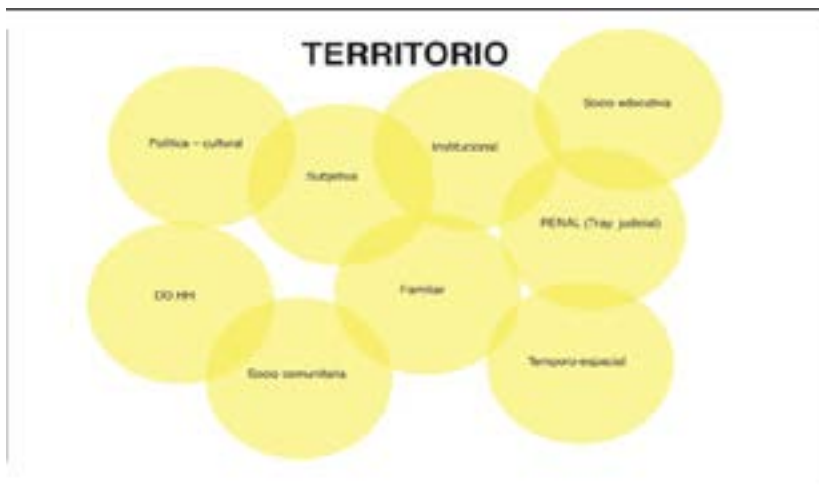 TERRITORIO
Socio educativa
Política - cultural
Institucional
Subjetiva
PENAL (Tray. judicial)
DD HH
Familiar
Temporo-espacial
Socio comunitaria